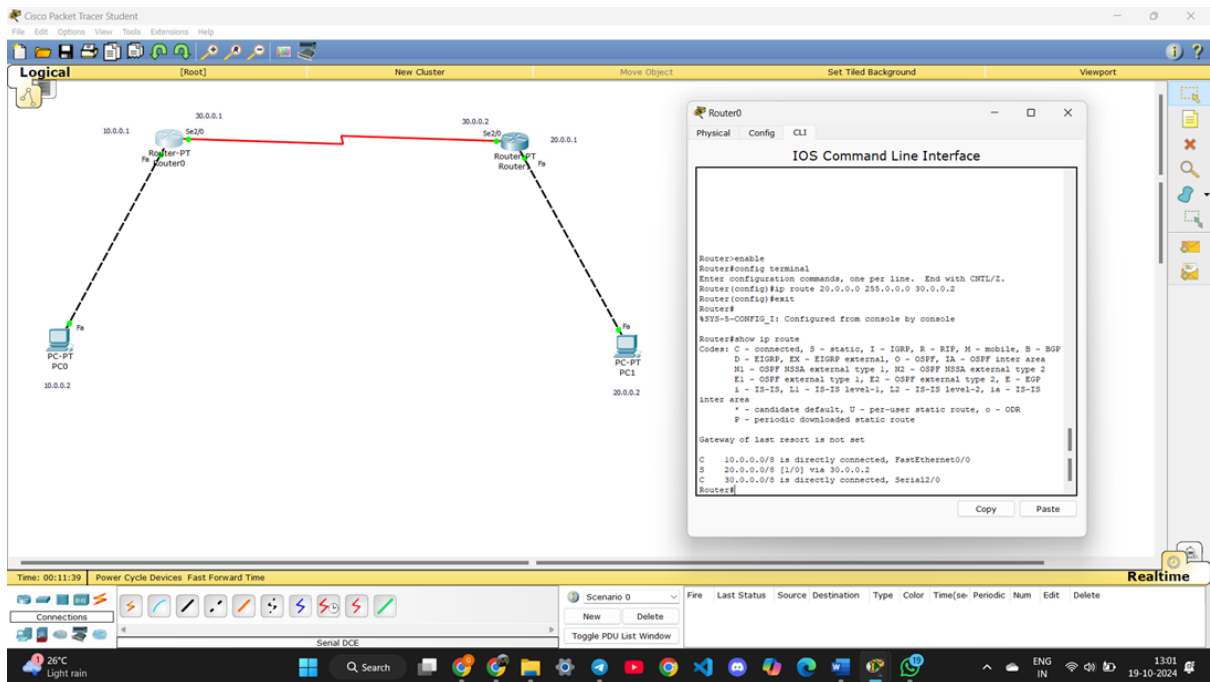 Cisco Packet Tracer Student
File Edit Options View Tools Extensions Help
Logical [Root] New Cluster Move Object Set Tiled Background Viewport
10.0.0.1
30.0.0.1
Se2/0
Router-PT
Router0
Fa
30.0.0.2
Se2/0
20.0.0.1
Router-PT
Router1
Fa
Fa
PC-PT
PC0
10.0.0.2
Fa
PC-PT
PC1
20.0.0.2
Router0
Physical Config CLI
IOS Command Line Interface
Router>enable
Router#config terminal
Enter configuration commands, one per line. End with CNTL/Z.
Router(config)#ip route 20.0.0.0 255.0.0.0 30.0.0.2
Router(config)#exit
Router#
%SYS-5-CONFIG_I: Configured from console by console
Router#show ip route
Codes: C - connected, S - static, I - IGRP, R - RIP, M - mobile, B - BGP
D - EIGRP, EX - EIGRP external, O - OSPF, IA - OSPF inter area
N1 - OSPF NSSA external type 1, N2 - OSPF NSSA external type 2
E1 - OSPF external type 1, E2 - OSPF external type 2, E - EGP
i - IS-IS, L1 - IS-IS level-1, L2 - IS-IS level-2, ia - IS-IS
inter area
* - candidate default, U - per-user static route, o - ODR
P - periodic downloaded static route
Gateway of last resort is not set
C 10.0.0.0/8 is directly connected, FastEthernet0/0
S 20.0.0.0/8 [1/0] via 30.0.0.2
C 30.0.0.0/8 is directly connected, Serial2/0
Router#
Copy Paste
Time: 00:11:39 Power Cycle Devices Fast Forward Time
Realtime
Connections
Serial DCE
Scenario 0
New Delete
Toggle PDU List Window
Fire Last Status Source Destination Type Color Time(se Periodic Num Edit Delete
26°C
Light rain
Search
ENG
IN
13:01
19-10-2024